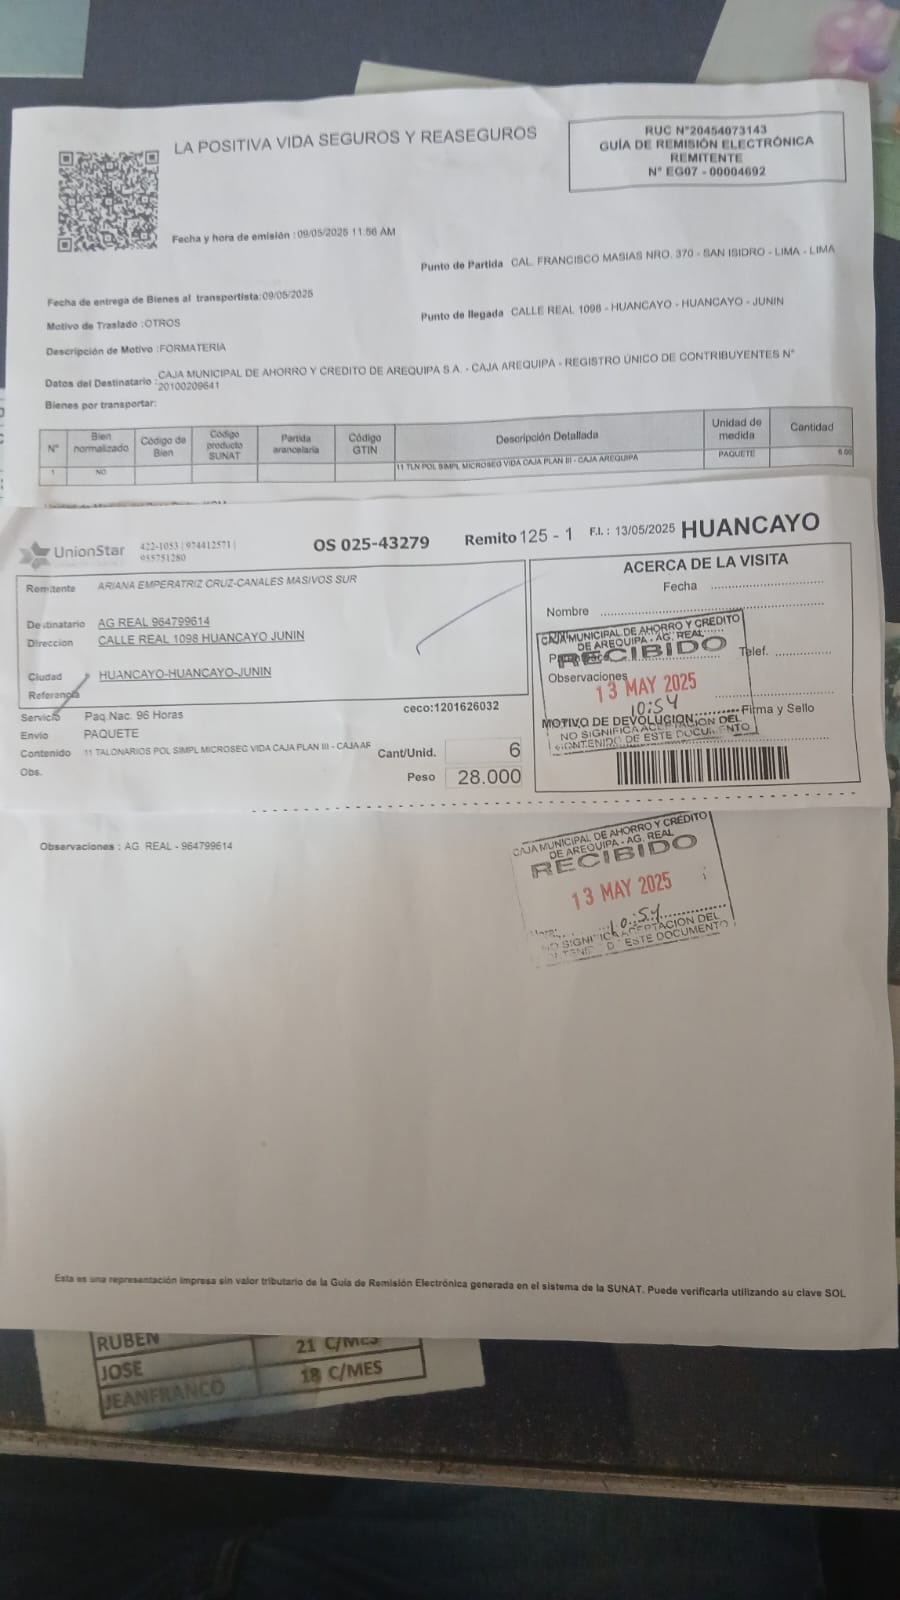 LA POSITIVA VIDA SEGUROS Y REASEGUROS
RUC N°20454073143
GUÍA DE REMISIÓN ELECTRÓNICA
REMITENTE
N° EG07 - 00004692
Fecha y hora de emisión :09/05/2025 11:56 AM
Punto de Partida CAL. FRANCISCO MASIAS NRO. 370 - SAN ISIDRO - LIMA - LIMA
Fecha de entrega de Bienes al transportista:09/05/2025
Punto de llegada CALLE REAL 1098 - HUANCAYO - HUANCAYO - JUNIN
Motivo de Traslado :OTROS
Descripción de Motivo :FORMATERIA
Datos del Destinatario : CAJA MUNICIPAL DE AHORRO Y CREDITO DE AREQUIPA S.A. - CAJA AREQUIPA - REGISTRO ÚNICO DE CONTRIBUYENTES N°
20100209641
Bienes por transportar:
N° Bien normalizado Código de Bien Código producto SUNAT Partida arancelaria Código GTIN Descripción Detallada Unidad de medida Cantidad
1 NO 11 TLN POL SIMPL MICROSEG VIDA CAJA PLAN III - CAJA AREQUIPA PAQUETE 6.00
UnionStar
422-1053 | 974412571 |
955751280
OS 025-43279
Remito 125 - 1
F.I. : 13/05/2025
HUANCAYO
Remitente ARIANA EMPERATRIZ CRUZ-CANALES MASIVOS SUR
Destinatario AG REAL 964799614
Direccion CALLE REAL 1098 HUANCAYO JUNIN
Ciudad HUANCAYO-HUANCAYO-JUNIN
Referencia
Servicio Paq.Nac. 96 Horas
ceco:1201626032
Envio PAQUETE
Contenido 11 TALONARIOS POL SIMPL MICROSEG VIDA CAJA PLAN III - CAJA AR
Cant/Unid. 6
Obs.
Peso 28.000
ACERCA DE LA VISITA
Fecha
Nombre
Telef.
Observaciones
MOTIVO DE DEVOLUCION
Firma y Sello
CAJA MUNICIPAL DE AHORRO Y CRÉDITO
DE AREQUIPA - AG. REAL
RECIBIDO
13 MAY 2025
10:54
NO SIGNIFICA ACEPTACION DEL
CONTENIDO DE ESTE DOCUMENTO
Observaciones : AG. REAL - 964799614
CAJA MUNICIPAL DE AHORRO Y CRÉDITO
DE AREQUIPA - AG. REAL
RECIBIDO
13 MAY 2025
10:54
NO SIGNIFICA ACEPTACION DEL
DE ESTE DOCUMENTO
Esta es una representación impresa sin valor tributario de la Guía de Remisión Electrónica generada en el sistema de la SUNAT. Puede verificarla utilizando su clave SOL
RUBEN 21 C/MES
JOSE 18 C/MES
JEANFRANCO